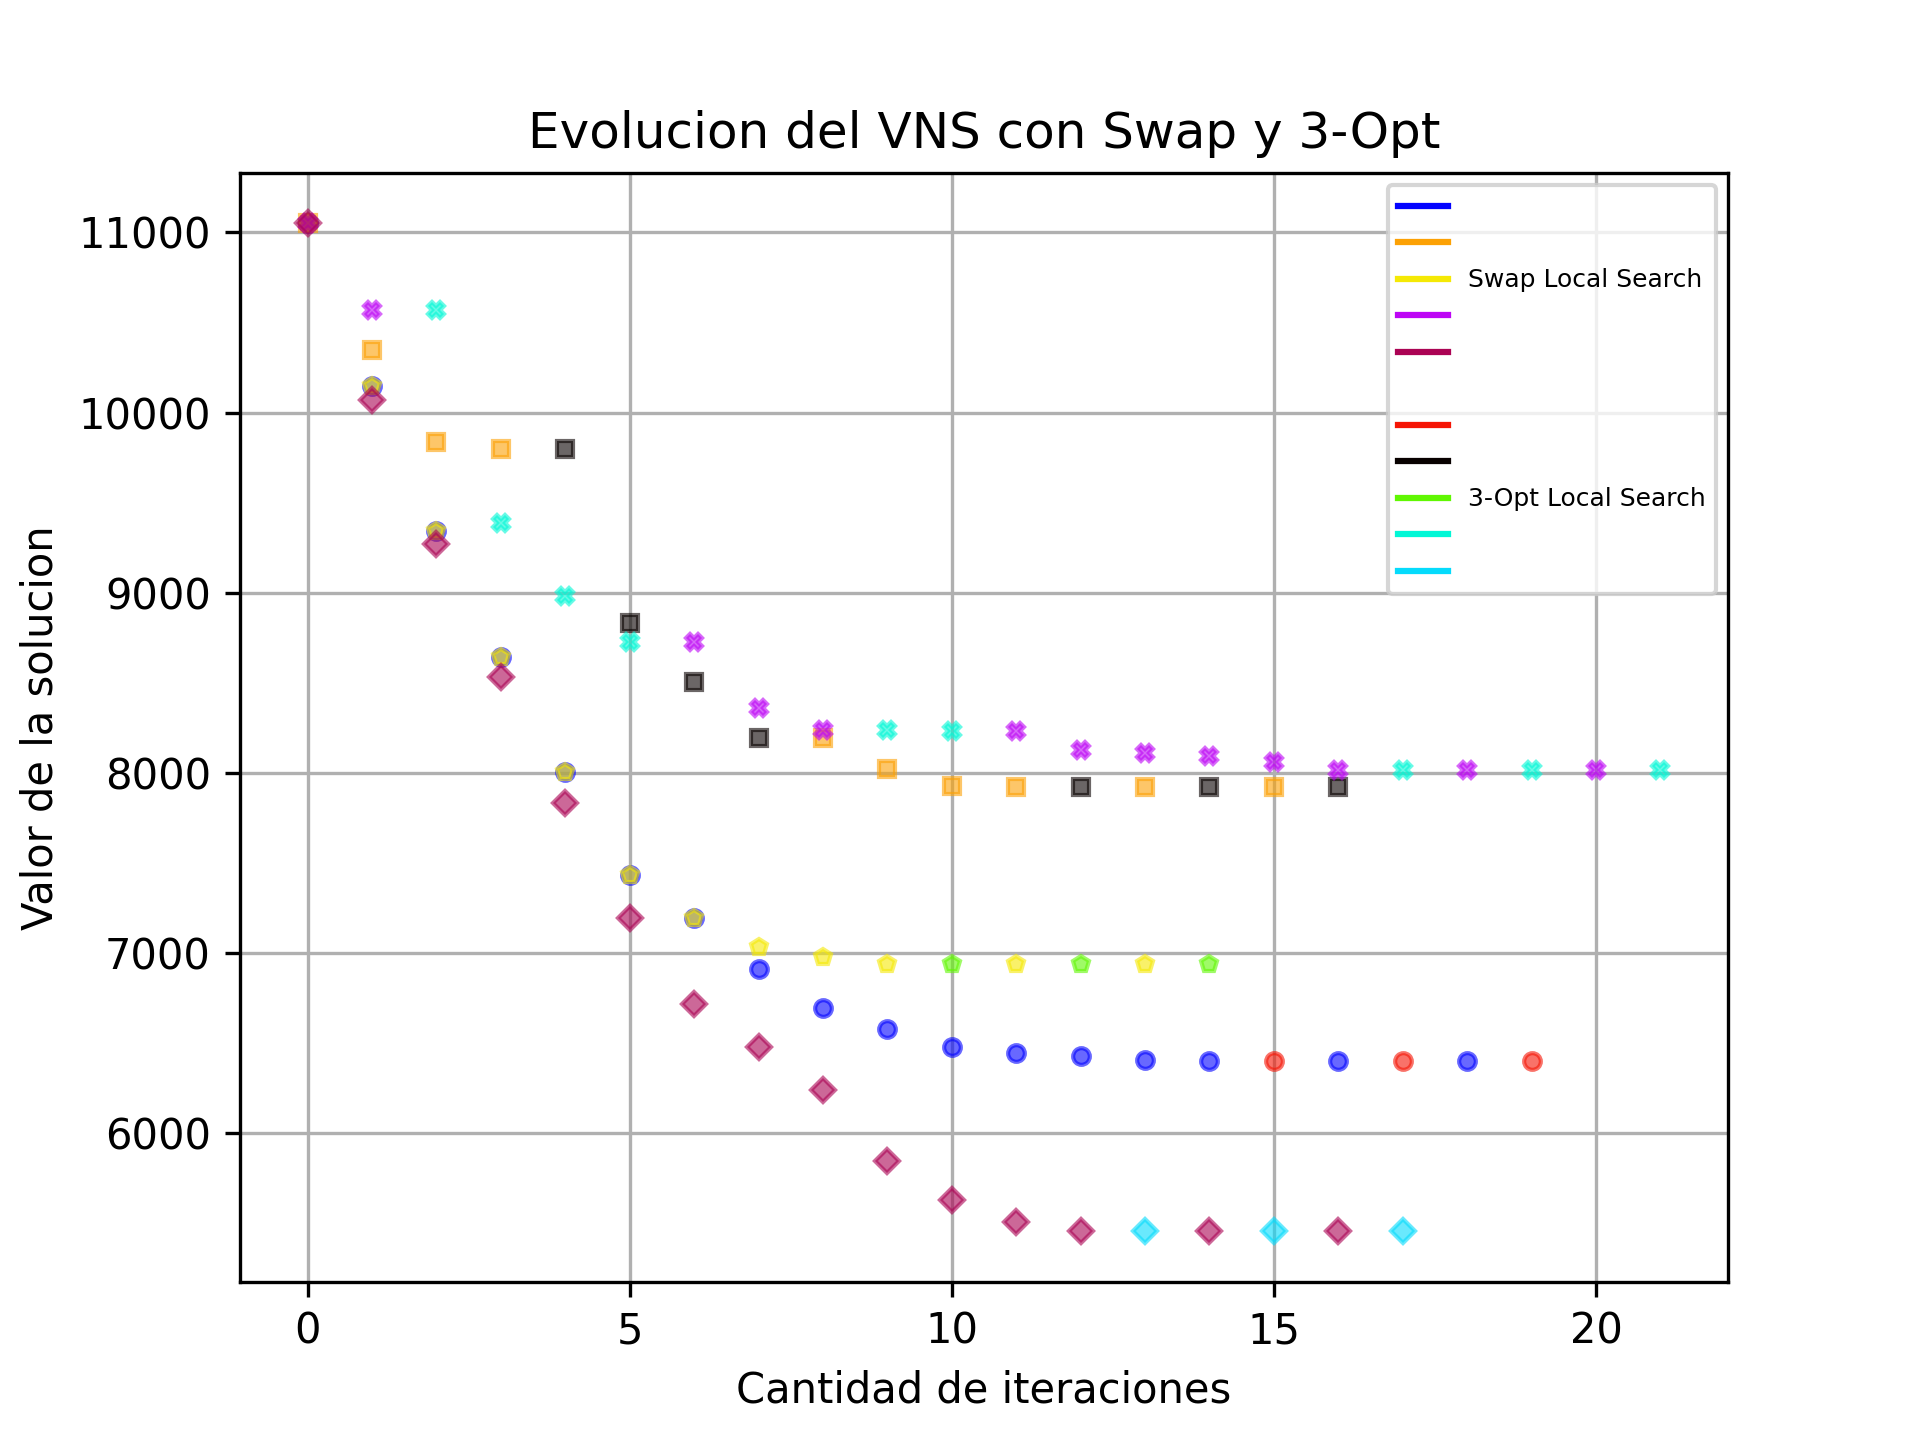 Evolucion del VNS con Swap y 3-Opt
11000
10000
9000
8000
7000
6000
Valor de la solucion
Swap Local Search
3-Opt Local Search
0 5 10 15 20
Cantidad de iteraciones